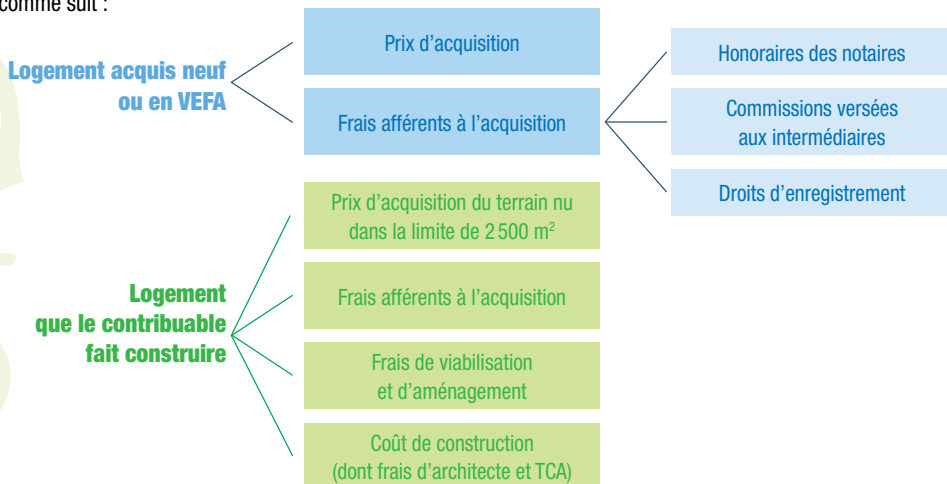 comme suit :
Logement acquis neuf
ou en VEFA
Prix d’acquisition
Frais afférents à l’acquisition
Honoraires des notaires
Commissions versées
aux intermédiaires
Droits d’enregistrement
Logement
que le contribuable
fait construire
Prix d’acquisition du terrain nu
dans la limite de 2 500 m²
Frais afférents à l’acquisition
Frais de viabilisation
et d’aménagement
Coût de construction
(dont frais d’architecte et TCA)